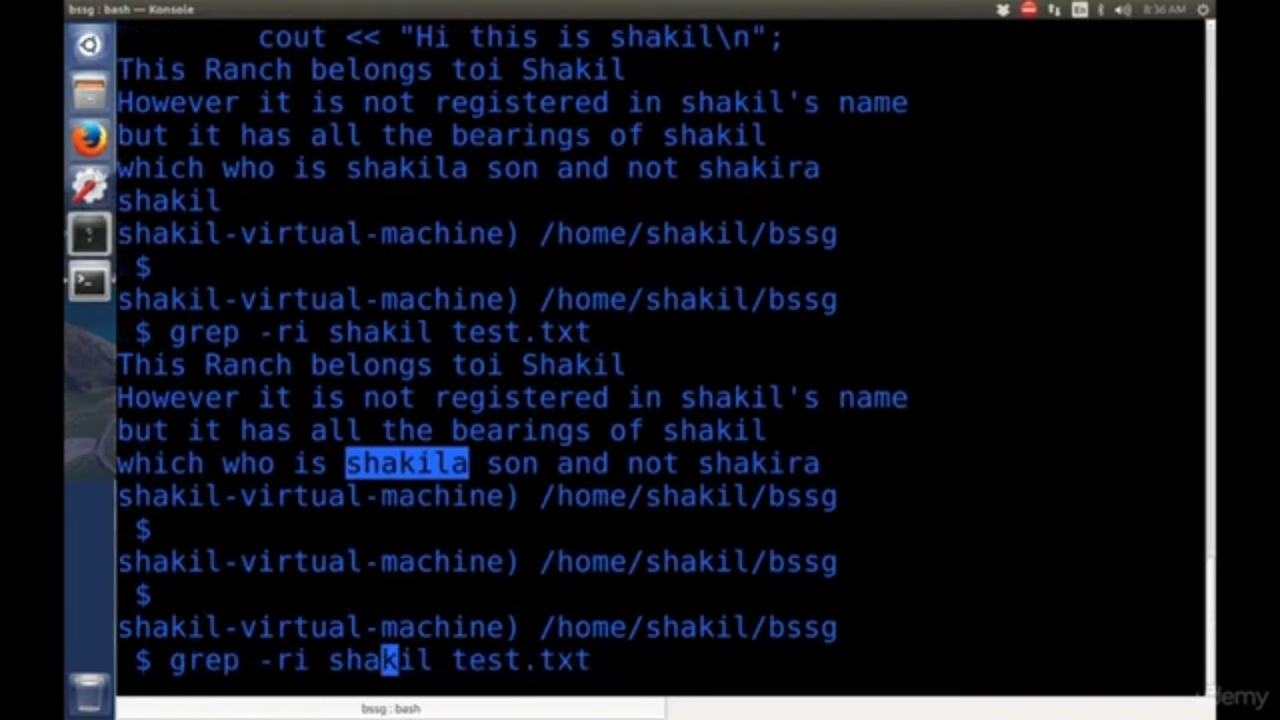 bssg : bash — Konsole
En
8:36 AM
cout << "Hi this is shakil\n";
This Ranch belongs toi Shakil
However it is not registered in shakil's name
but it has all the bearings of shakil
which who is shakila son and not shakira
shakil
shakil-virtual-machine) /home/shakil/bssg
$
shakil-virtual-machine) /home/shakil/bssg
$ grep -ri shakil test.txt
This Ranch belongs toi Shakil
However it is not registered in shakil's name
but it has all the bearings of shakil
which who is shakila son and not shakira
shakil-virtual-machine) /home/shakil/bssg
$
shakil-virtual-machine) /home/shakil/bssg
$
shakil-virtual-machine) /home/shakil/bssg
$ grep -ri shakil test.txt
bssg : bash